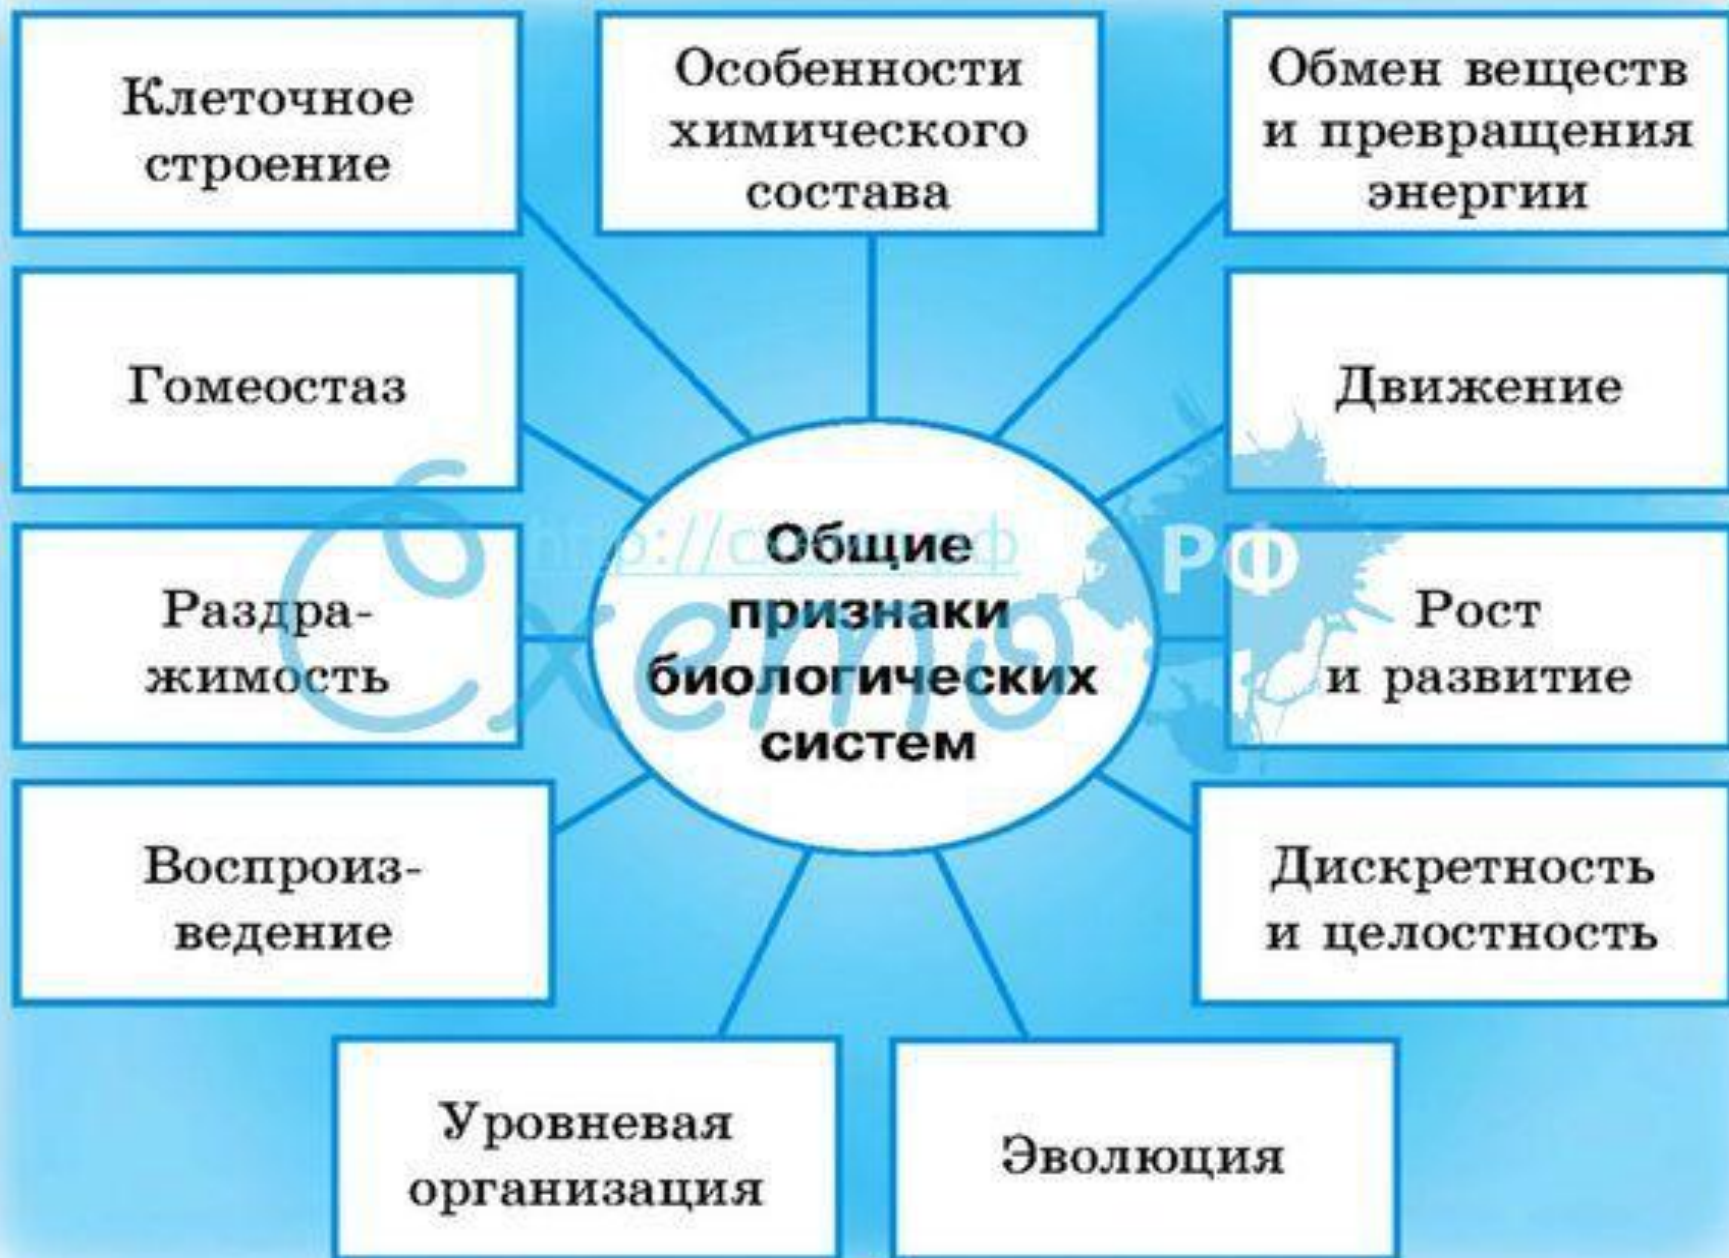 Клеточное
строение
Особенности
химического
состава
Обмен веществ
и превращения
энергии
Гомеостаз
Движение
Раздра-
жимость
Общие
признаки
биологических
систем
Рост
и развитие
Воспроиз-
ведение
Дискретность
и целостность
Уровневая
организация
Эволюция
Схемо
РФ